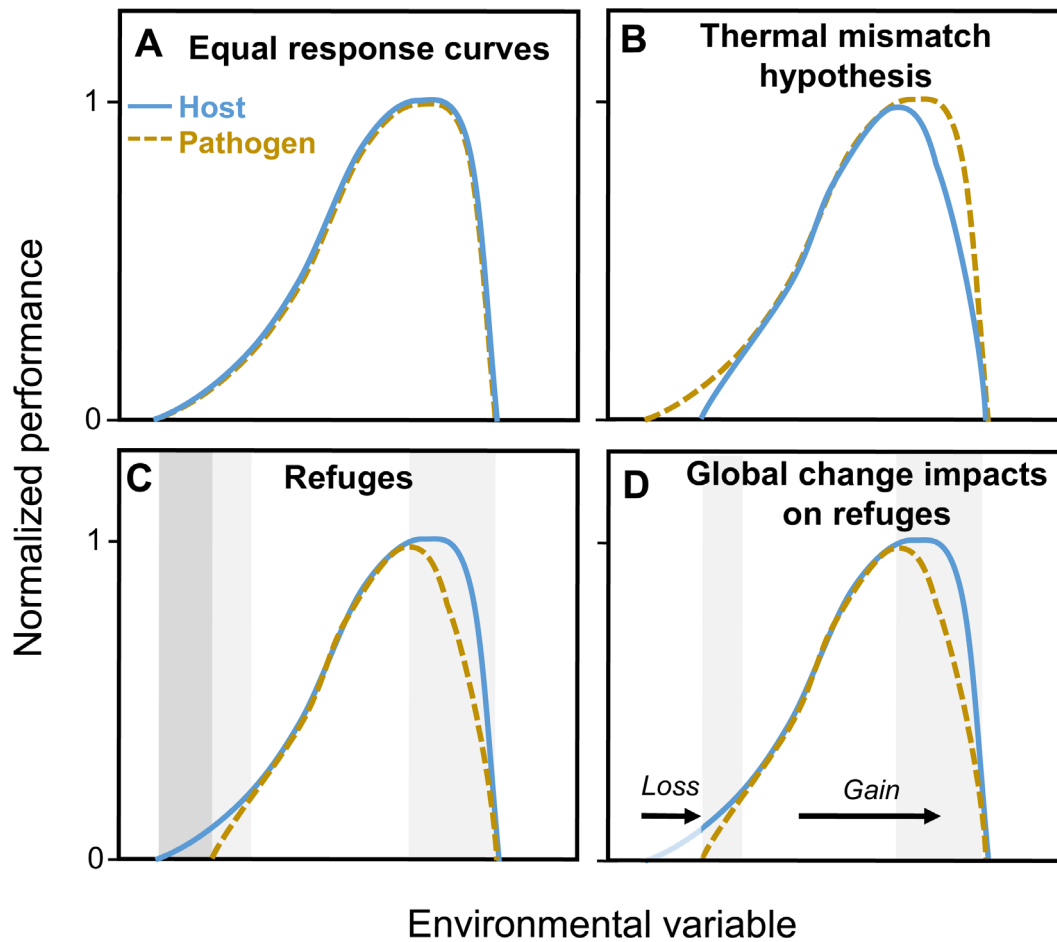 A Equal response curves
1
Host
Pathogen
0
B Thermal mismatch
hypothesis
Normalized performance
C Refuges
1
0
D Global change impacts
on refuges
Loss
Gain
Environmental variable